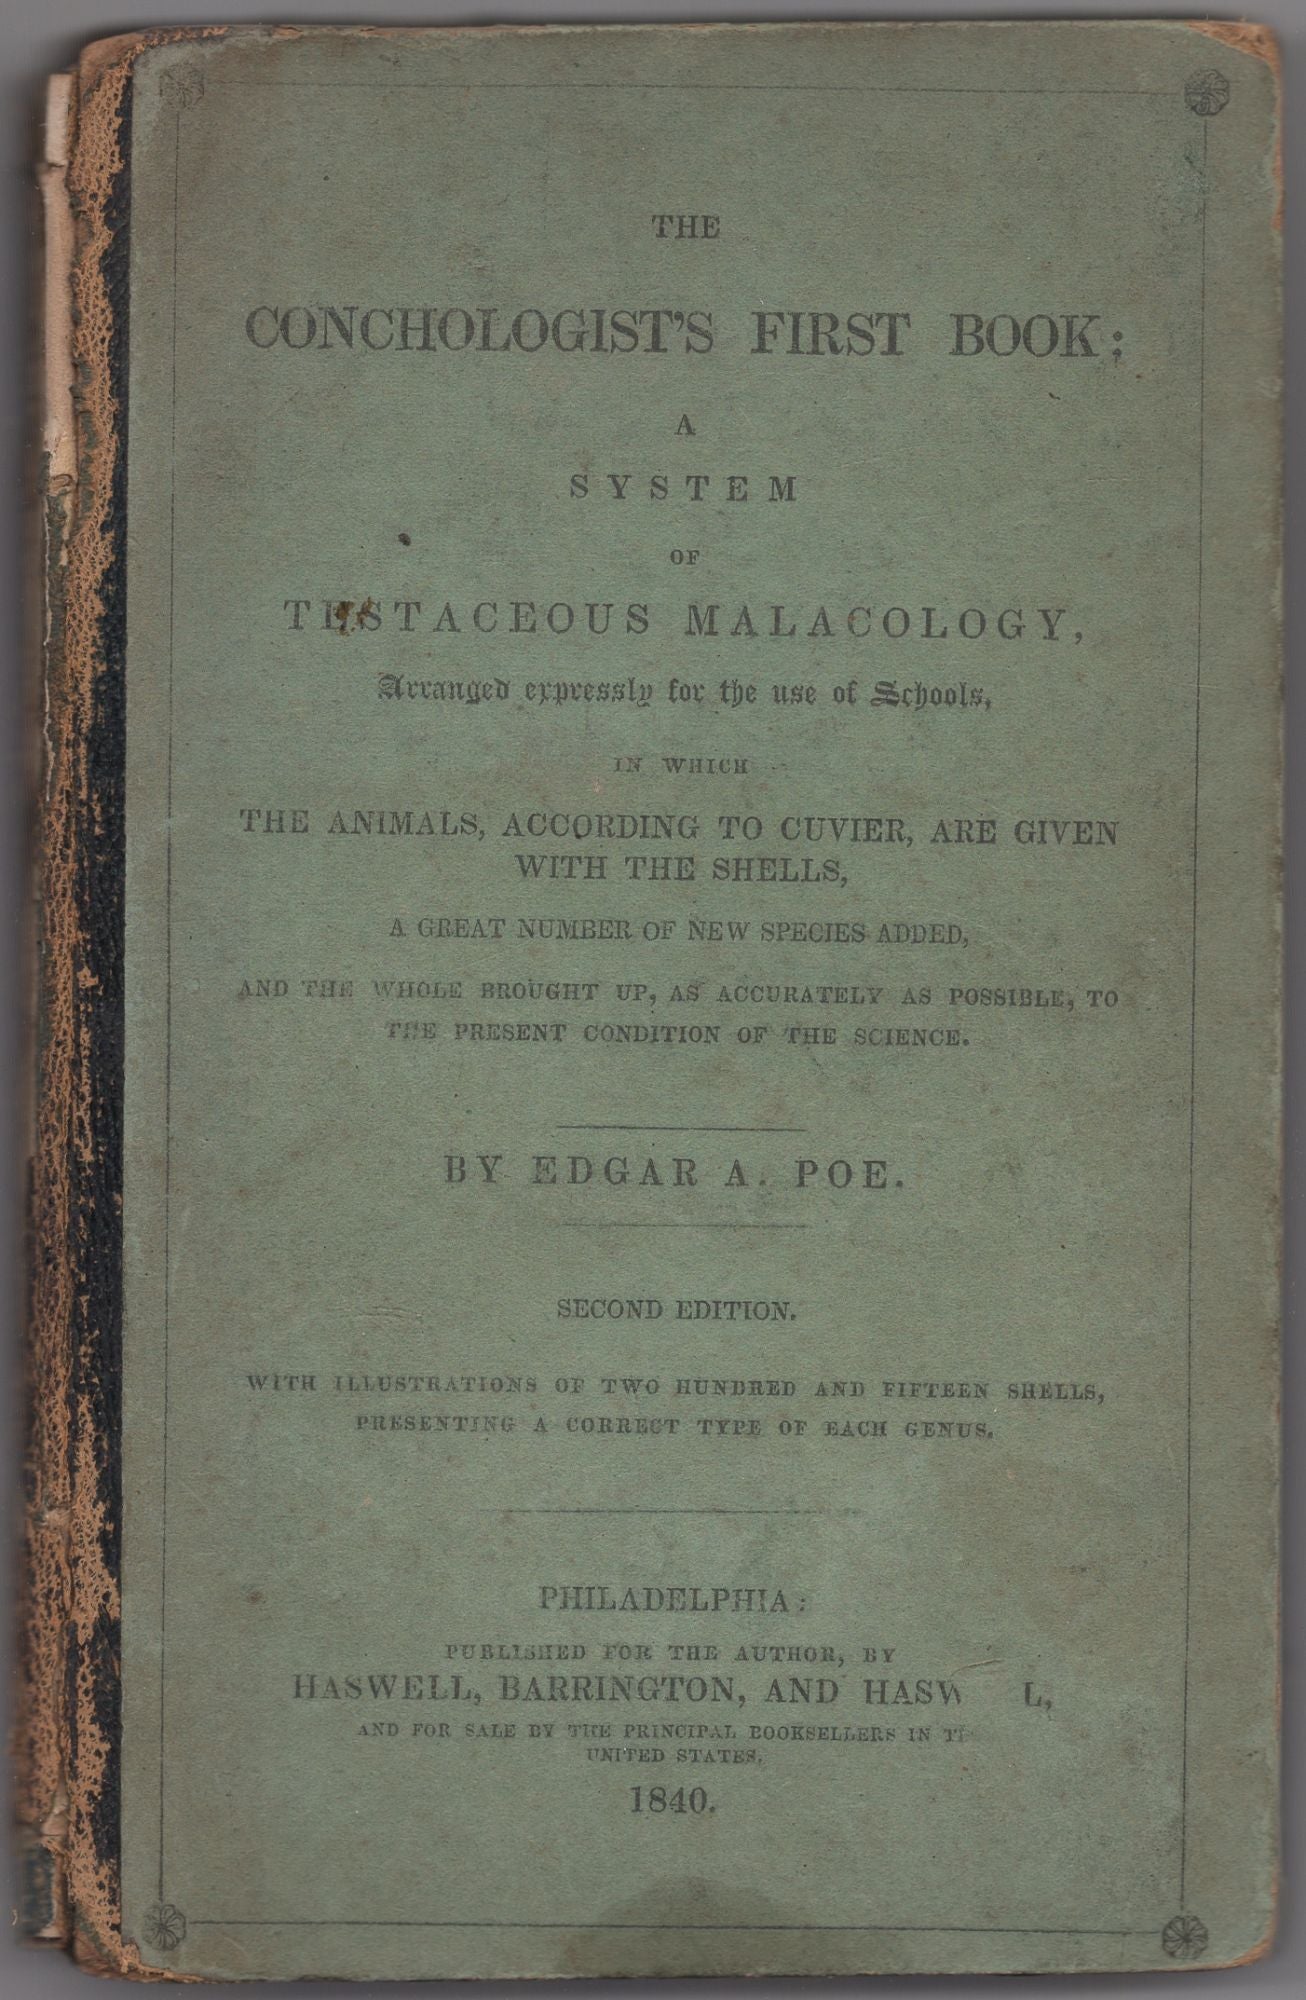 THE
CONCHOLOGIST'S FIRST BOOK;
A
SYSTEM
OF
TESTACEOUS MALACOLOGY,
Arranged expressly for the use of Schools,
IN WHICH
THE ANIMALS, ACCORDING TO CUVIER, ARE GIVEN
WITH THE SHELLS,
A GREAT NUMBER OF NEW SPECIES ADDED,
AND THE WHOLE BROUGHT UP, AS ACCURATELY AS POSSIBLE, TO
THE PRESENT CONDITION OF THE SCIENCE.
BY EDGAR A. POE.
SECOND EDITION.
WITH ILLUSTRATIONS OF TWO HUNDRED AND FIFTEEN SHELLS,
PRESENTING A CORRECT TYPE OF EACH GENUS.
PHILADELPHIA:
PUBLISHED FOR THE AUTHOR, BY
HASWELL, BARRINGTON, AND
AND FOR SALE BY THE PRINCIPAL BOOKSELLERS IN
UNITED STATES.
1840.